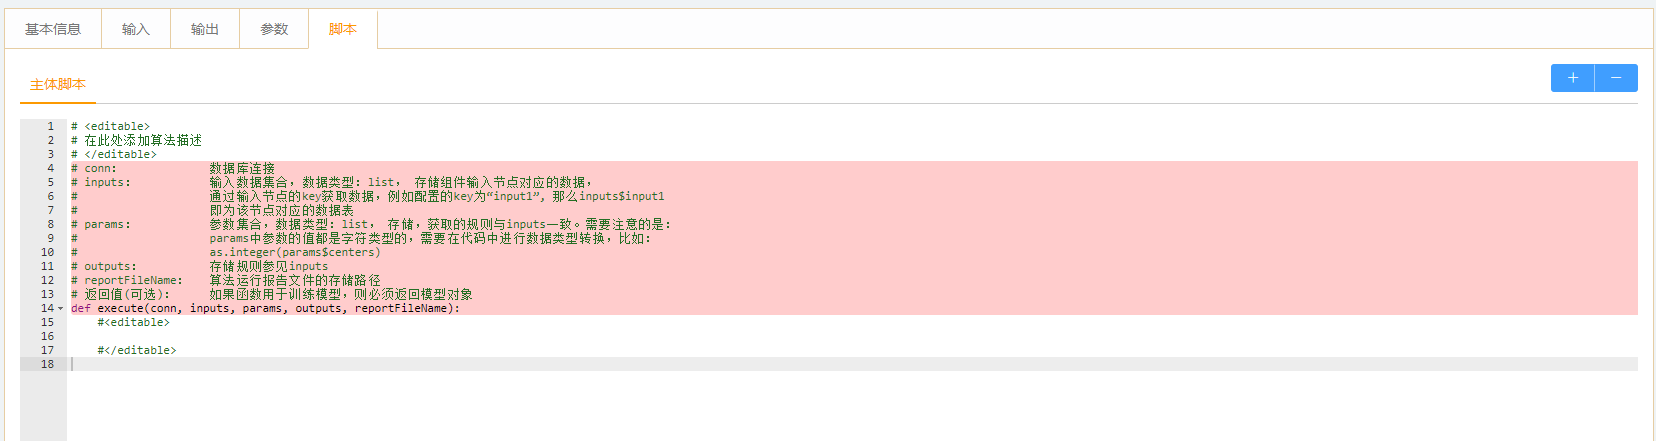 基本信息 输入 输出 参数 脚本
主体脚本
+ −
1 # <editable>
2 # 在此处添加算法描述
3 # </editable>
4 # conn: 数据库连接
5 # inputs: 输入数据集合，数据类型：list， 存储组件输入节点对应的数据，
6 # 通过输入节点的key获取数据，例如配置的key为“input1”，那么inputs$input1
7 # 即为该节点对应的数据表
8 # params: 参数集合，数据类型：list， 存储，获取的规则与inputs一致。需要注意的是：
9 # params中参数的值都是字符类型的，需要在代码中进行数据类型转换，比如：
10 # as.integer(params$centers)
11 # outputs: 存储规则参见inputs
12 # reportFileName: 算法运行报告文件的存储路径
13 # 返回值(可选): 如果函数用于训练模型，则必须返回模型对象
14 def execute(conn, inputs, params, outputs, reportFileName):
15 #<editable>
16
17 #</editable>
18